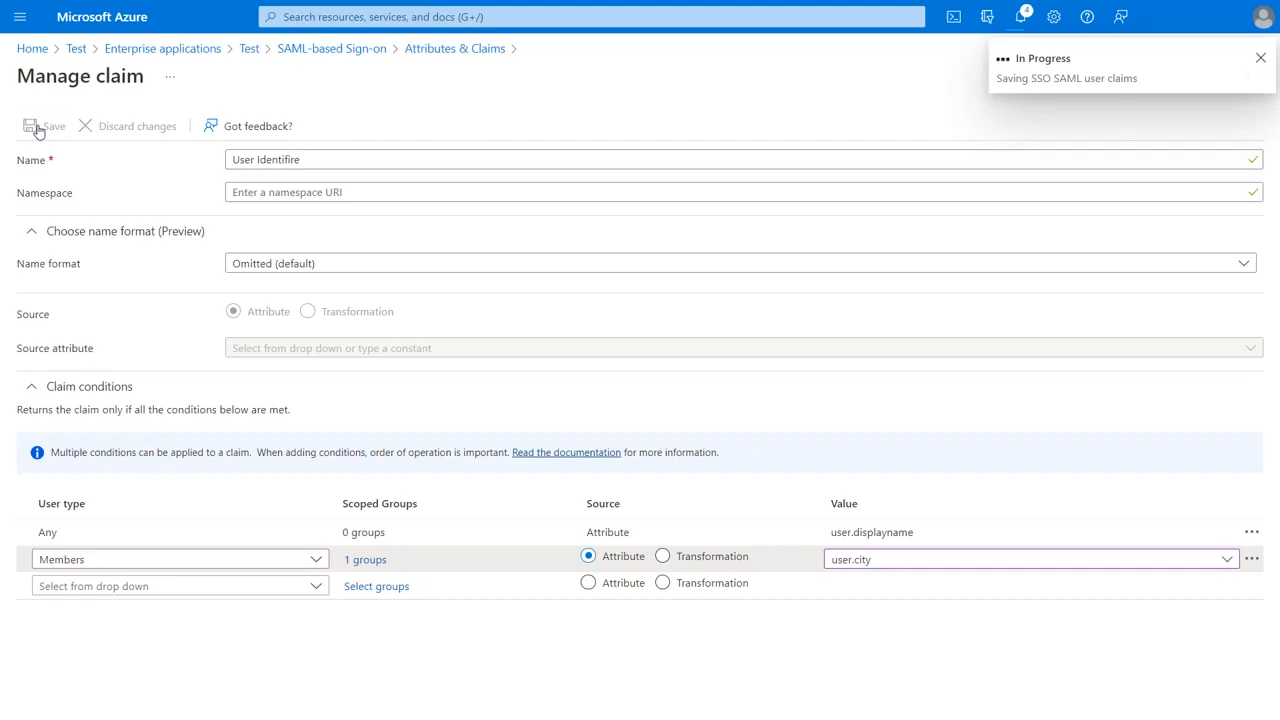 Microsoft Azure
Search resources, services, and docs (G+/)
4
Home > Test > Enterprise applications > Test > SAML-based Sign-on > Attributes & Claims >
Manage claim ...
In Progress
Saving SSO SAML user claims
Save
Discard changes
Got feedback?
Name *
User Identifire
Namespace
Enter a namespace URI
Choose name format (Preview)
Name format
Omitted (default)
Source
Attribute
Transformation
Source attribute
Select from drop down or type a constant
Claim conditions
Returns the claim only if all the conditions below are met.
Multiple conditions can be applied to a claim. When adding conditions, order of operation is important. Read the documentation for more information.
User type Scoped Groups Source Value
Any 0 groups Attribute user.displayname
Members 1 groups Attribute Transformation user.city
Select from drop down Select groups Attribute Transformation